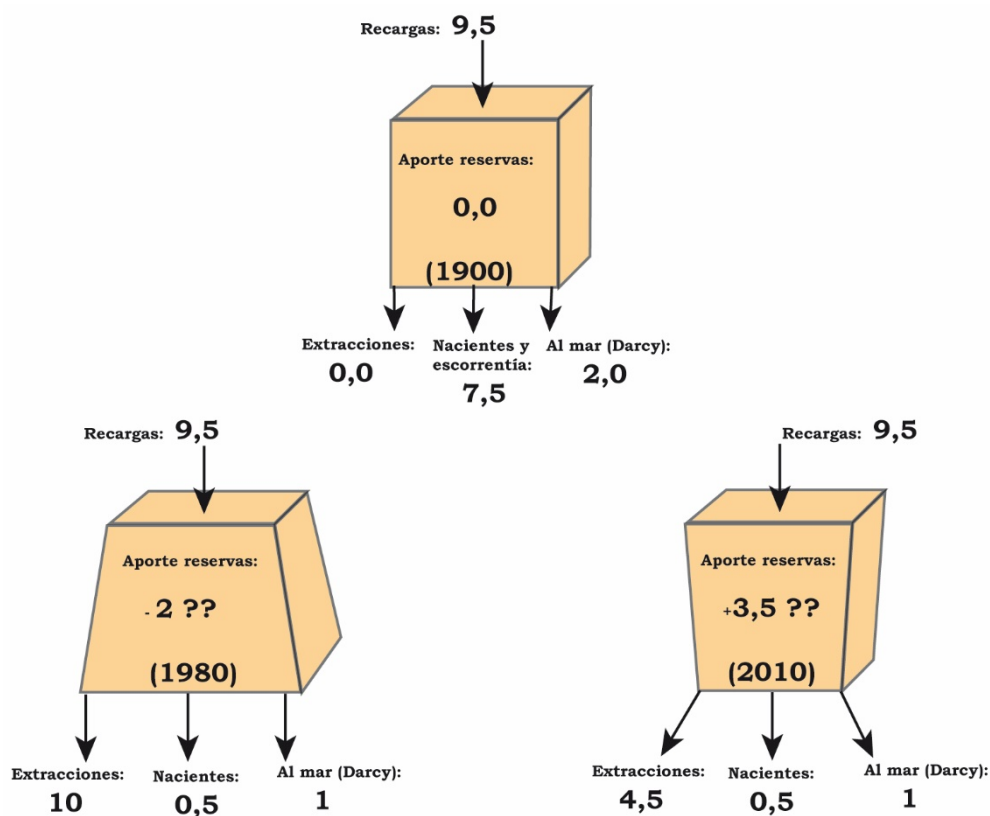 Recargas: 9,5
Aporte reservas:
0,0
(1900)
Extracciones:
0,0
Nacientes y
escorrentía:
7,5
Al mar (Darcy):
2,0
Recargas: 9,5
Aporte reservas:
- 2 ??
(1980)
Extracciones:
10
Nacientes:
0,5
Al mar (Darcy):
1
Recargas: 9,5
Aporte reservas:
+3,5 ??
(2010)
Extracciones:
4,5
Nacientes:
0,5
Al mar (Darcy):
1